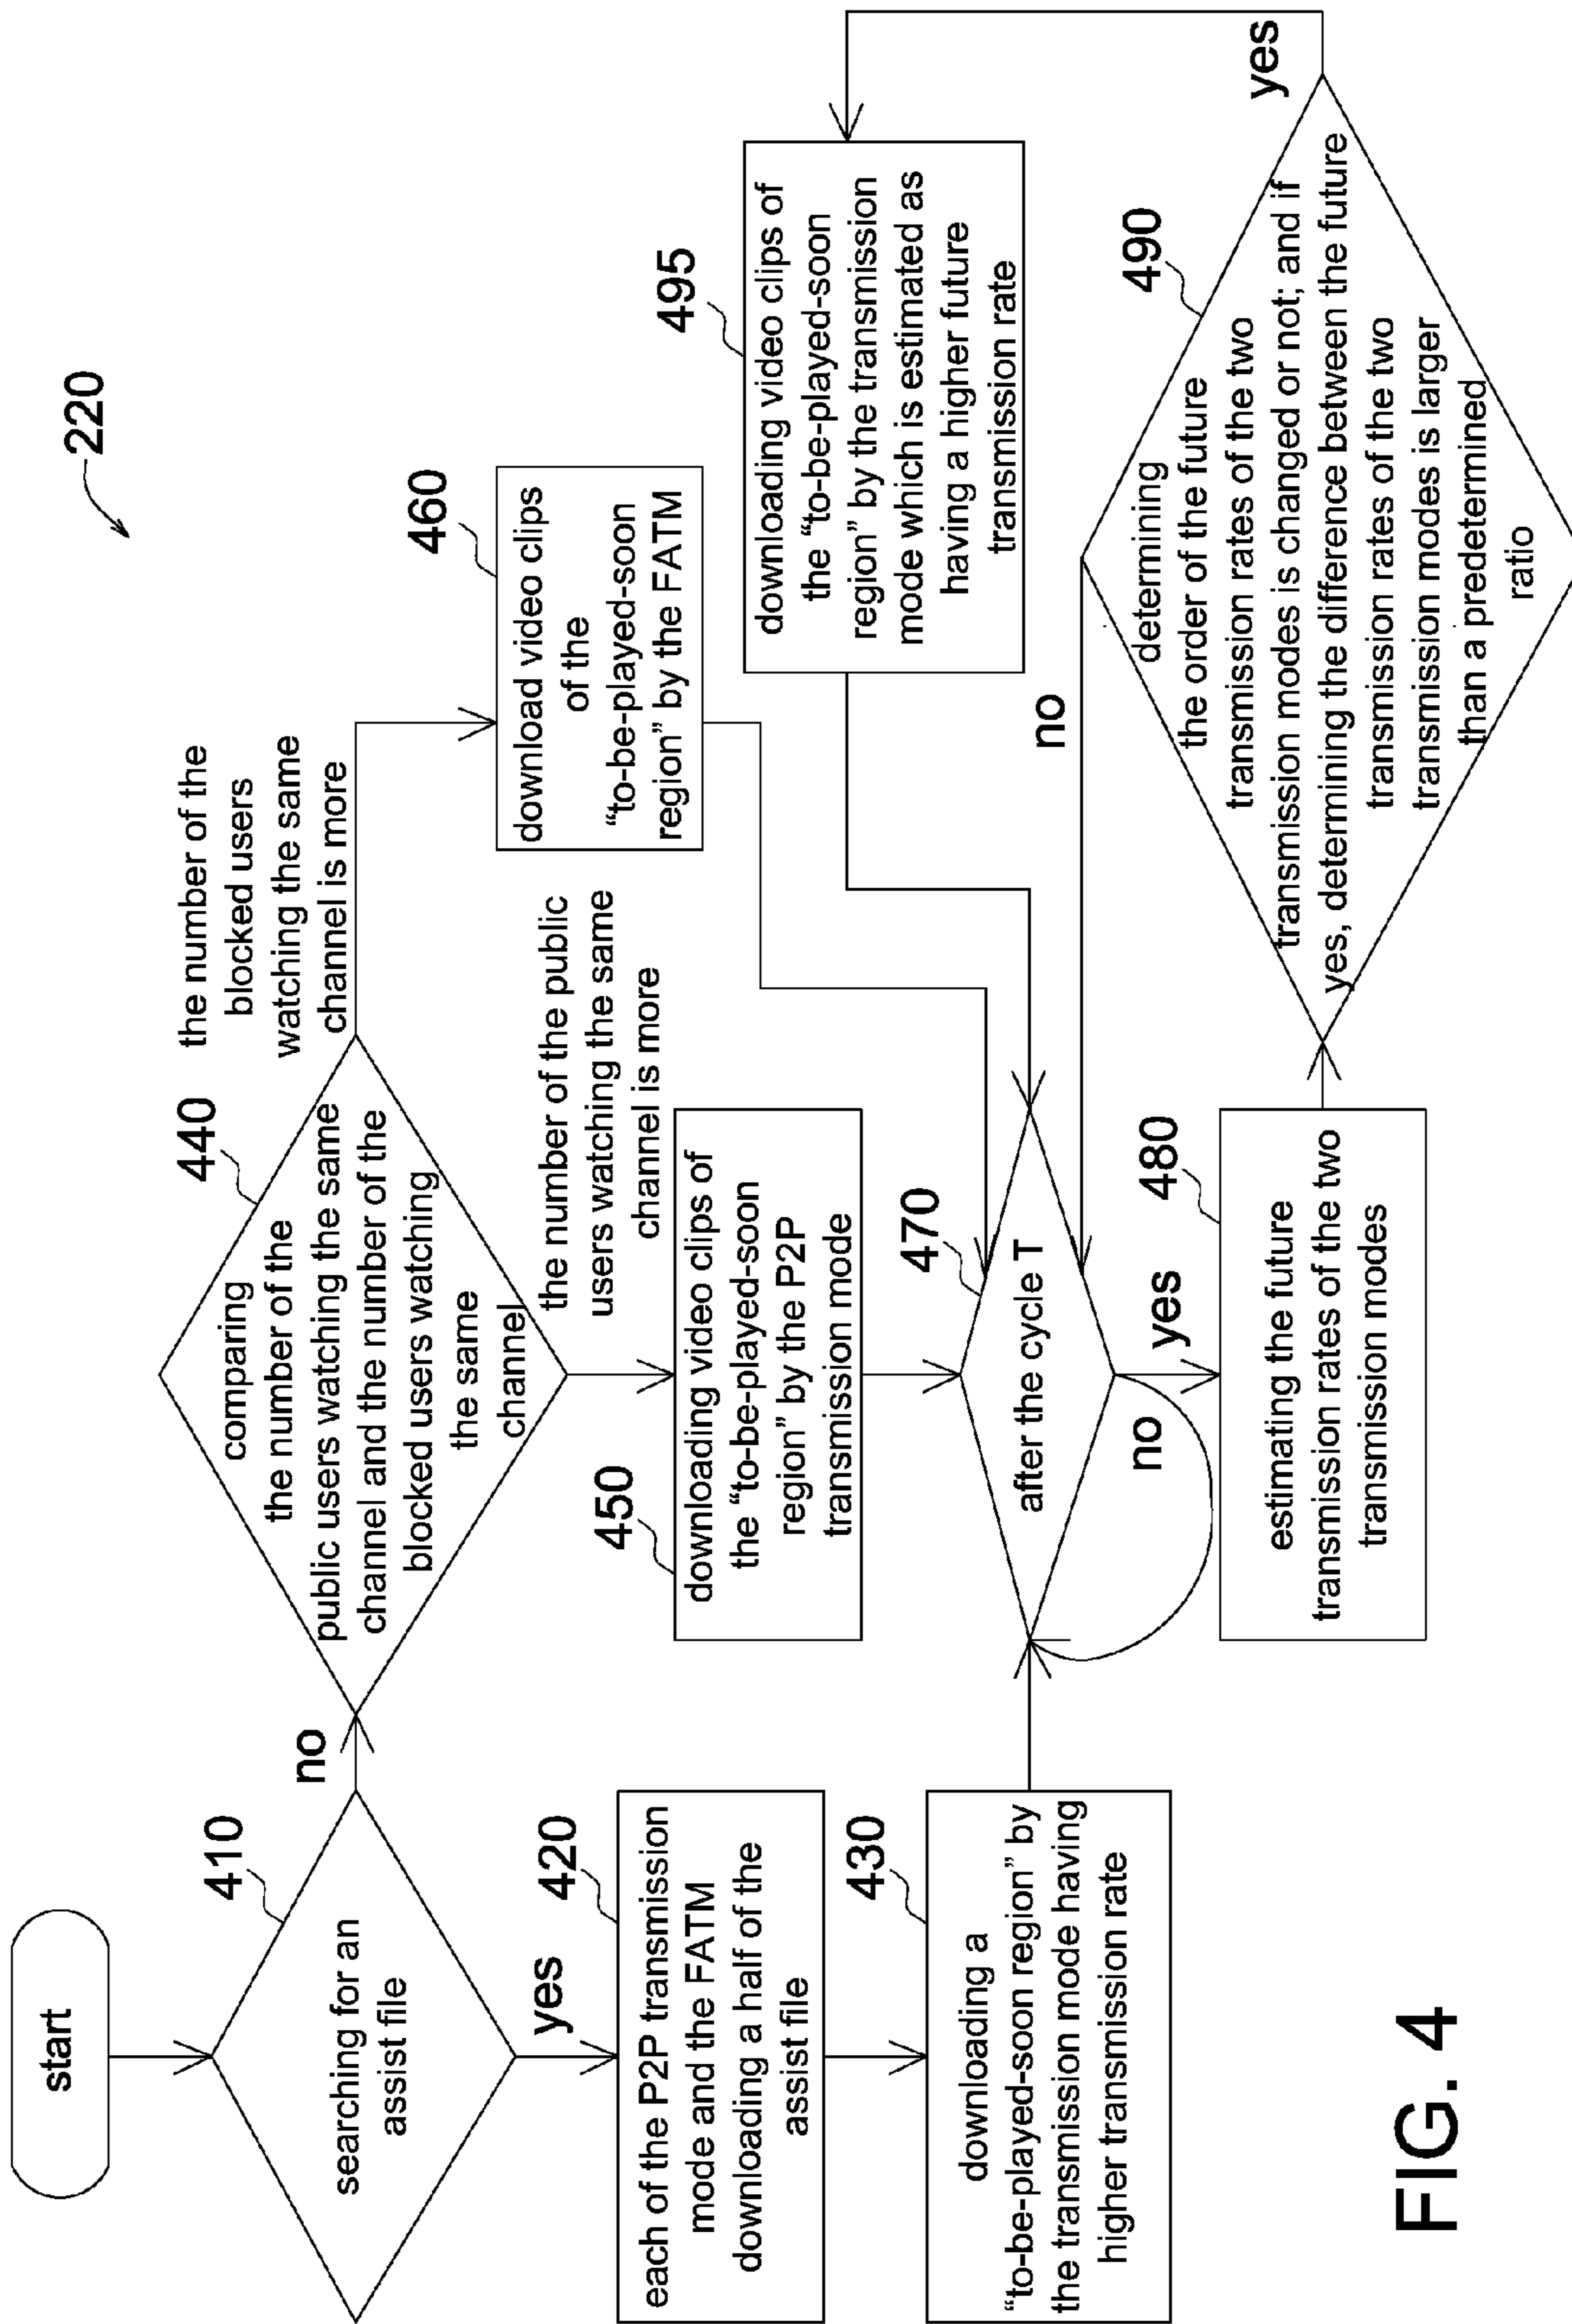 220
start
410
searching for an
assist file
no
yes
420
each of the P2P transmission
mode and the FATM
downloading a half of the
assist file
430
downloading a
"to-be-played-soon region" by
the transmission mode having
higher transmission rate
440
comparing
the number of the
public users watching the same
channel and the number of the
blocked users watching
the same
channel
the number of the
blocked users
watching the same
channel is more
the number of the public
users watching the same
channel is more
450
downloading video clips of
the "to-be-played-soon
region" by the P2P
transmission mode
460
download video clips
of the
"to-be-played-soon
region" by the FATM
470
after the cycle T
no
yes
480
estimating the future
transmission rates of the two
transmission modes
490
determining
the order of the future
transmission rates of the two
transmission modes is changed or not; and if
yes, determining the difference between the future
transmission rates of the two
transmission modes is larger
than a predetermined
ratio
no
yes
495
downloading video clips of
the "to-be-played-soon
region" by the transmission
mode which is estimated as
having a higher future
transmission rate
FIG. 4